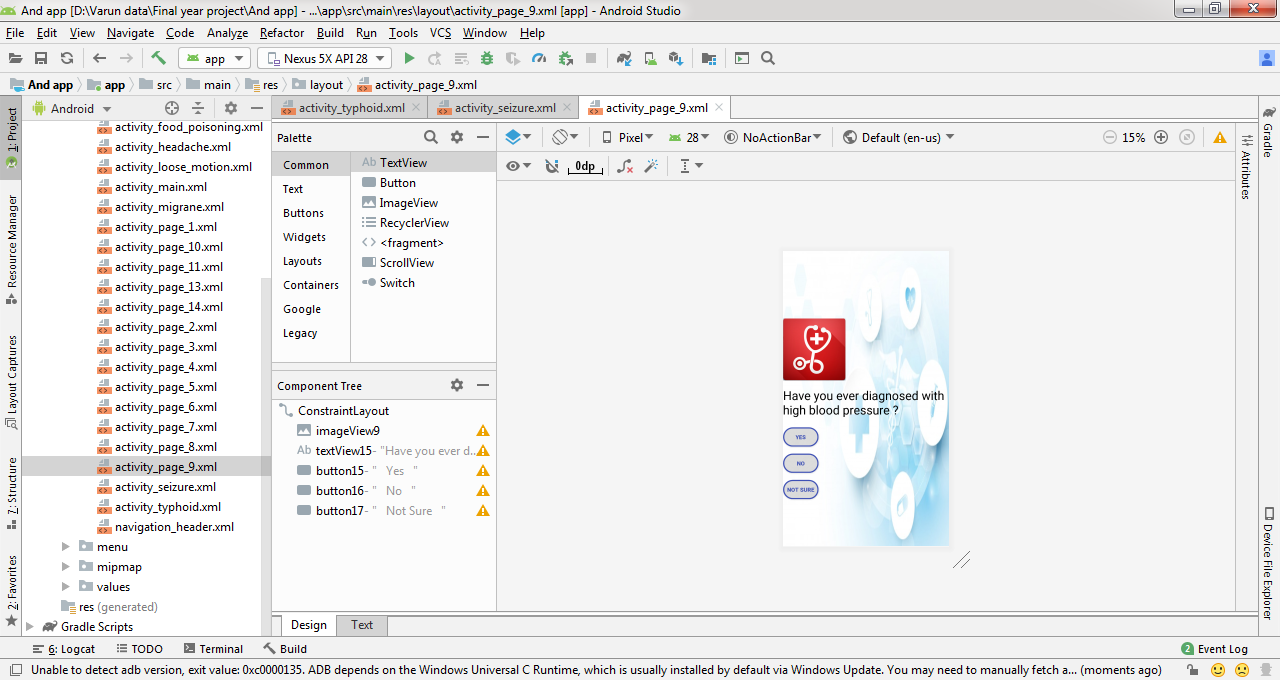 And app [D:\Varun data\Final year project\And app] - ...\app\src\main\res\layout\activity_page_9.xml [app] - Android Studio
File Edit View Navigate Code Analyze Refactor Build Run Tools VCS Window Help
app Nexus 5X API 28
And app app src main res layout activity_page_9.xml
1: Project
Resource Manager
Layout Captures
Z: Structure
2: Favorites
Android
activity_food_poisoning.xml
activity_headache.xml
activity_loose_motion.xml
activity_main.xml
activity_migrane.xml
activity_page_1.xml
activity_page_10.xml
activity_page_11.xml
activity_page_13.xml
activity_page_14.xml
activity_page_2.xml
activity_page_3.xml
activity_page_4.xml
activity_page_5.xml
activity_page_6.xml
activity_page_7.xml
activity_page_8.xml
activity_page_9.xml
activity_seizure.xml
activity_typhoid.xml
navigation_header.xml
menu
mipmap
values
res (generated)
Gradle Scripts
activity_typhoid.xml activity_seizure.xml activity_page_9.xml
Palette
Common
Text
Buttons
Widgets
Layouts
Containers
Google
Legacy
Ab TextView
Button
ImageView
RecyclerView
<fragment>
ScrollView
Switch
Component Tree
ConstraintLayout
imageView9
Ab textView15- "Have you ever d...
button15- " Yes "
button16- " No "
button17- " Not Sure "
Pixel 28 NoActionBar Default (en-us) 15%
0dp
Have you ever diagnosed with
high blood pressure ?
YES
NO
NOT SURE
Design Text
Gradle
Attributes
Device File Explorer
6: Logcat TODO Terminal Build 2 Event Log
Unable to detect adb version, exit value: 0xc0000135. ADB depends on the Windows Universal C Runtime, which is usually installed by default via Windows Update. You may need to manually fetch a... (moments ago)